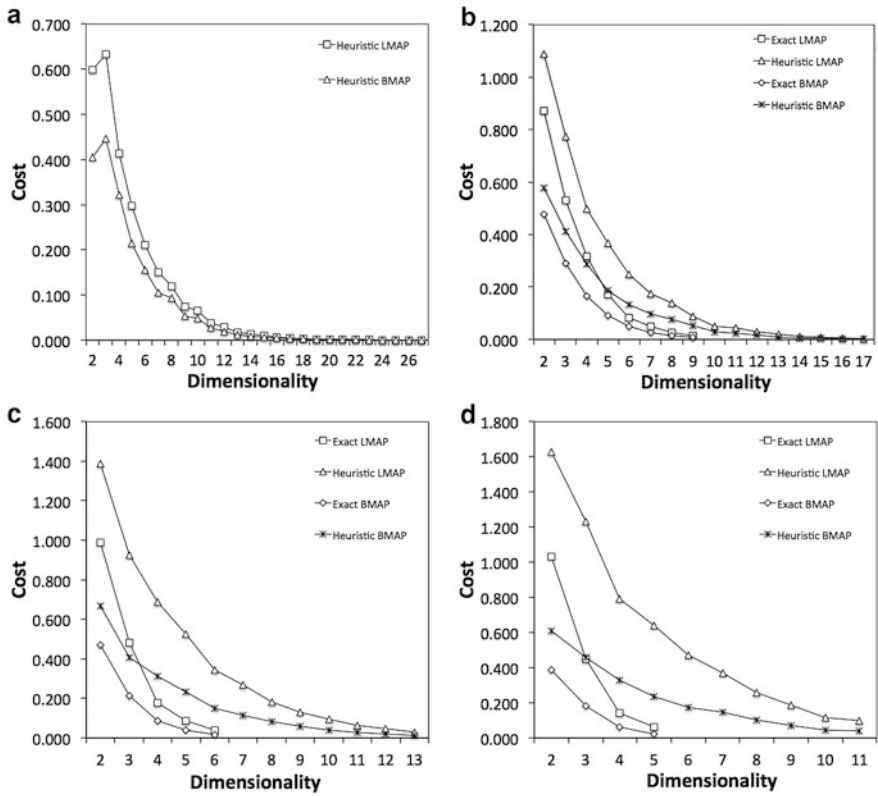 a
0.700
0.600
0.500
0.400
0.300
0.200
0.100
0.000
Cost
2 4 6 8 10 12 14 16 18 20 22 24 26
Dimensionality
Heuristic LMAP
Heuristic BMAP
b
1.200
1.000
0.800
0.600
0.400
0.200
0.000
Cost
2 3 4 5 6 7 8 9 10 11 12 13 14 15 16 17
Dimensionality
Exact LMAP
Heuristic LMAP
Exact BMAP
Heuristic BMAP
c
1.600
1.400
1.200
1.000
0.800
0.600
0.400
0.200
0.000
Cost
2 3 4 5 6 7 8 9 10 11 12 13
Dimensionality
Exact LMAP
Heuristic LMAP
Exact BMAP
Heuristic BMAP
d
1.800
1.600
1.400
1.200
1.000
0.800
0.600
0.400
0.200
0.000
Cost
2 3 4 5 6 7 8 9 10 11
Dimensionality
Exact LMAP
Heuristic LMAP
Exact BMAP
Heuristic BMAP